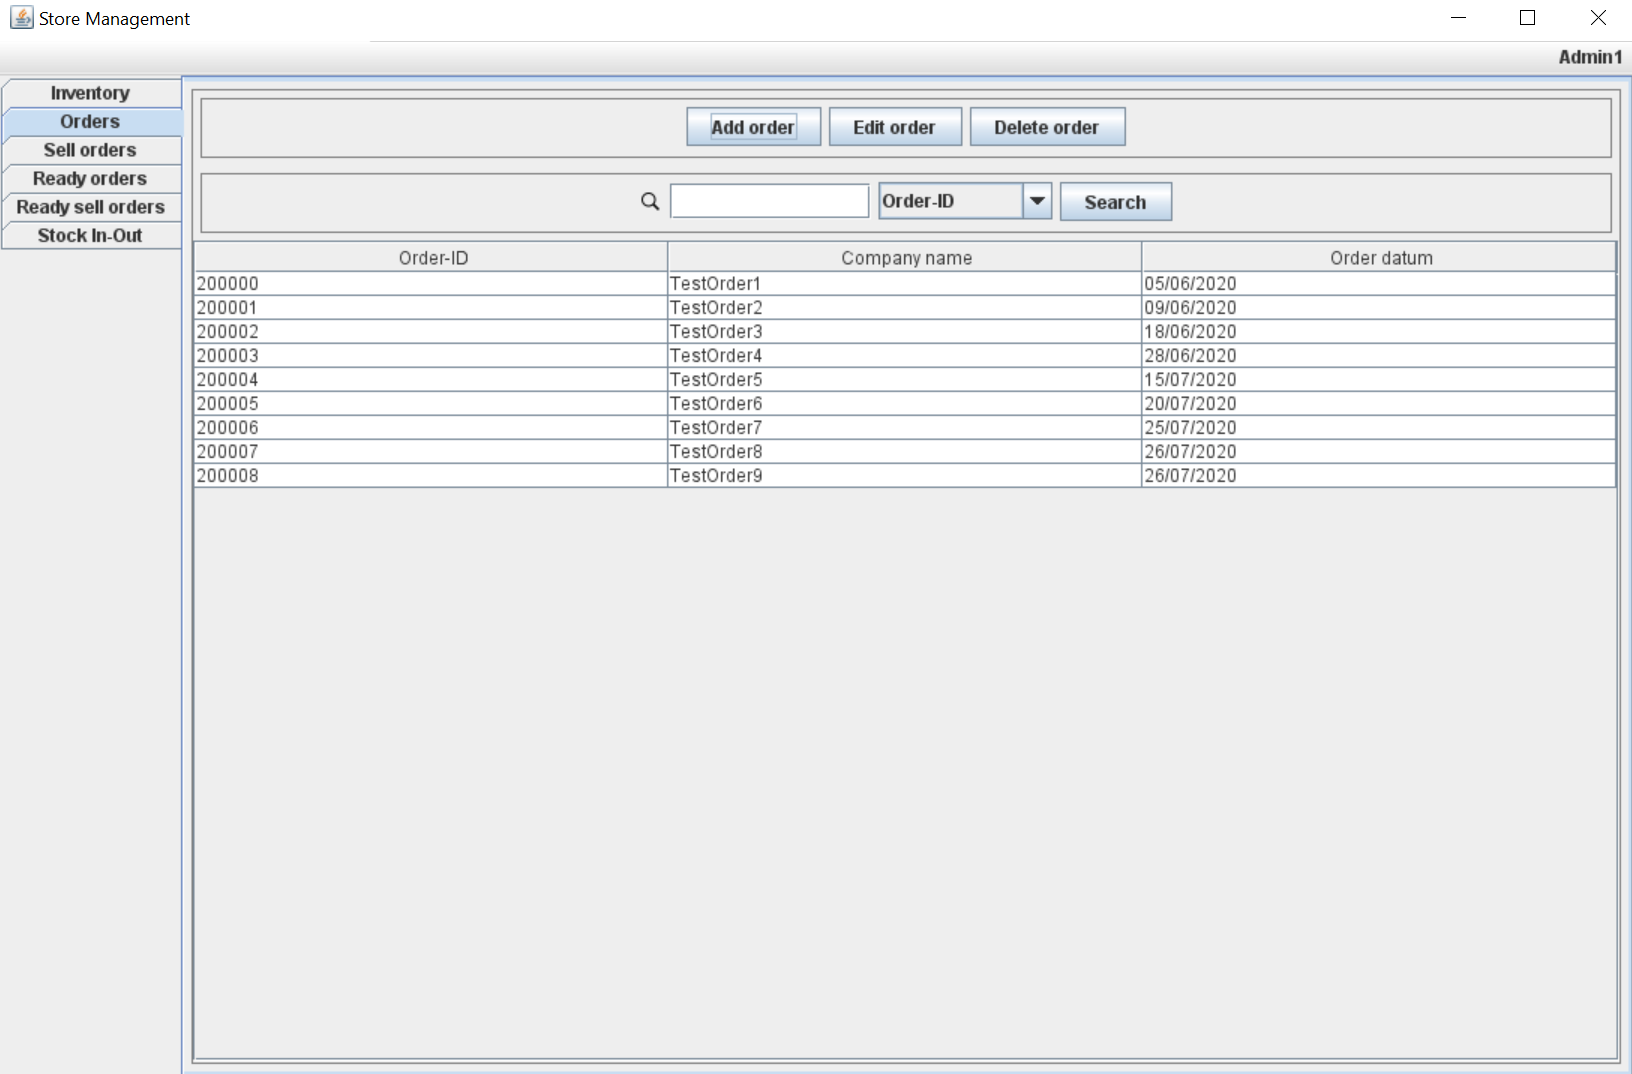 Store Management
Admin1
Inventory
Orders
Sell orders
Ready orders
Ready sell orders
Stock In-Out
Add order Edit order Delete order
Order-ID Search
Order-ID Company name Order datum
200000 TestOrder1 05/06/2020
200001 TestOrder2 09/06/2020
200002 TestOrder3 18/06/2020
200003 TestOrder4 28/06/2020
200004 TestOrder5 15/07/2020
200005 TestOrder6 20/07/2020
200006 TestOrder7 25/07/2020
200007 TestOrder8 26/07/2020
200008 TestOrder9 26/07/2020